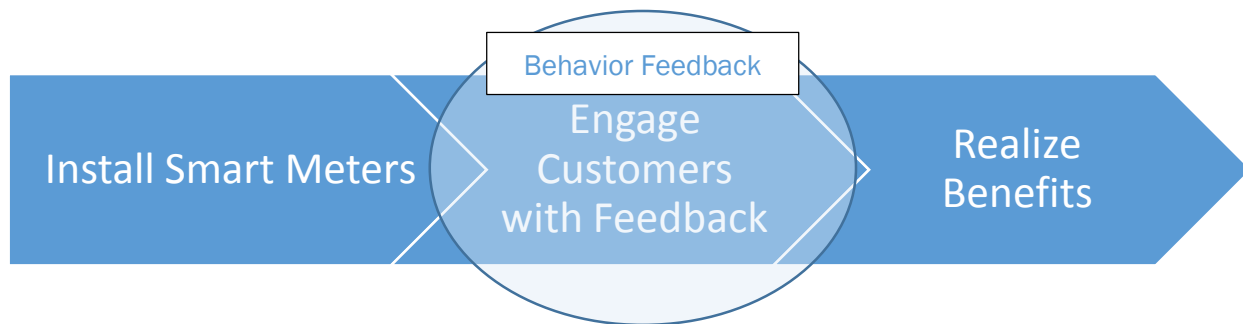 Behavior Feedback
Install Smart Meters
Engage
Customers
with Feedback
Realize
Benefits